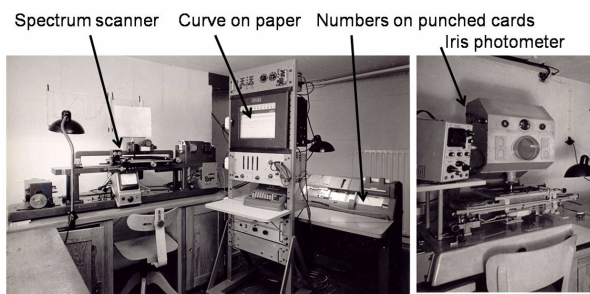 Spectrum scanner Curve on paper Numbers on punched cards
Iris photometer